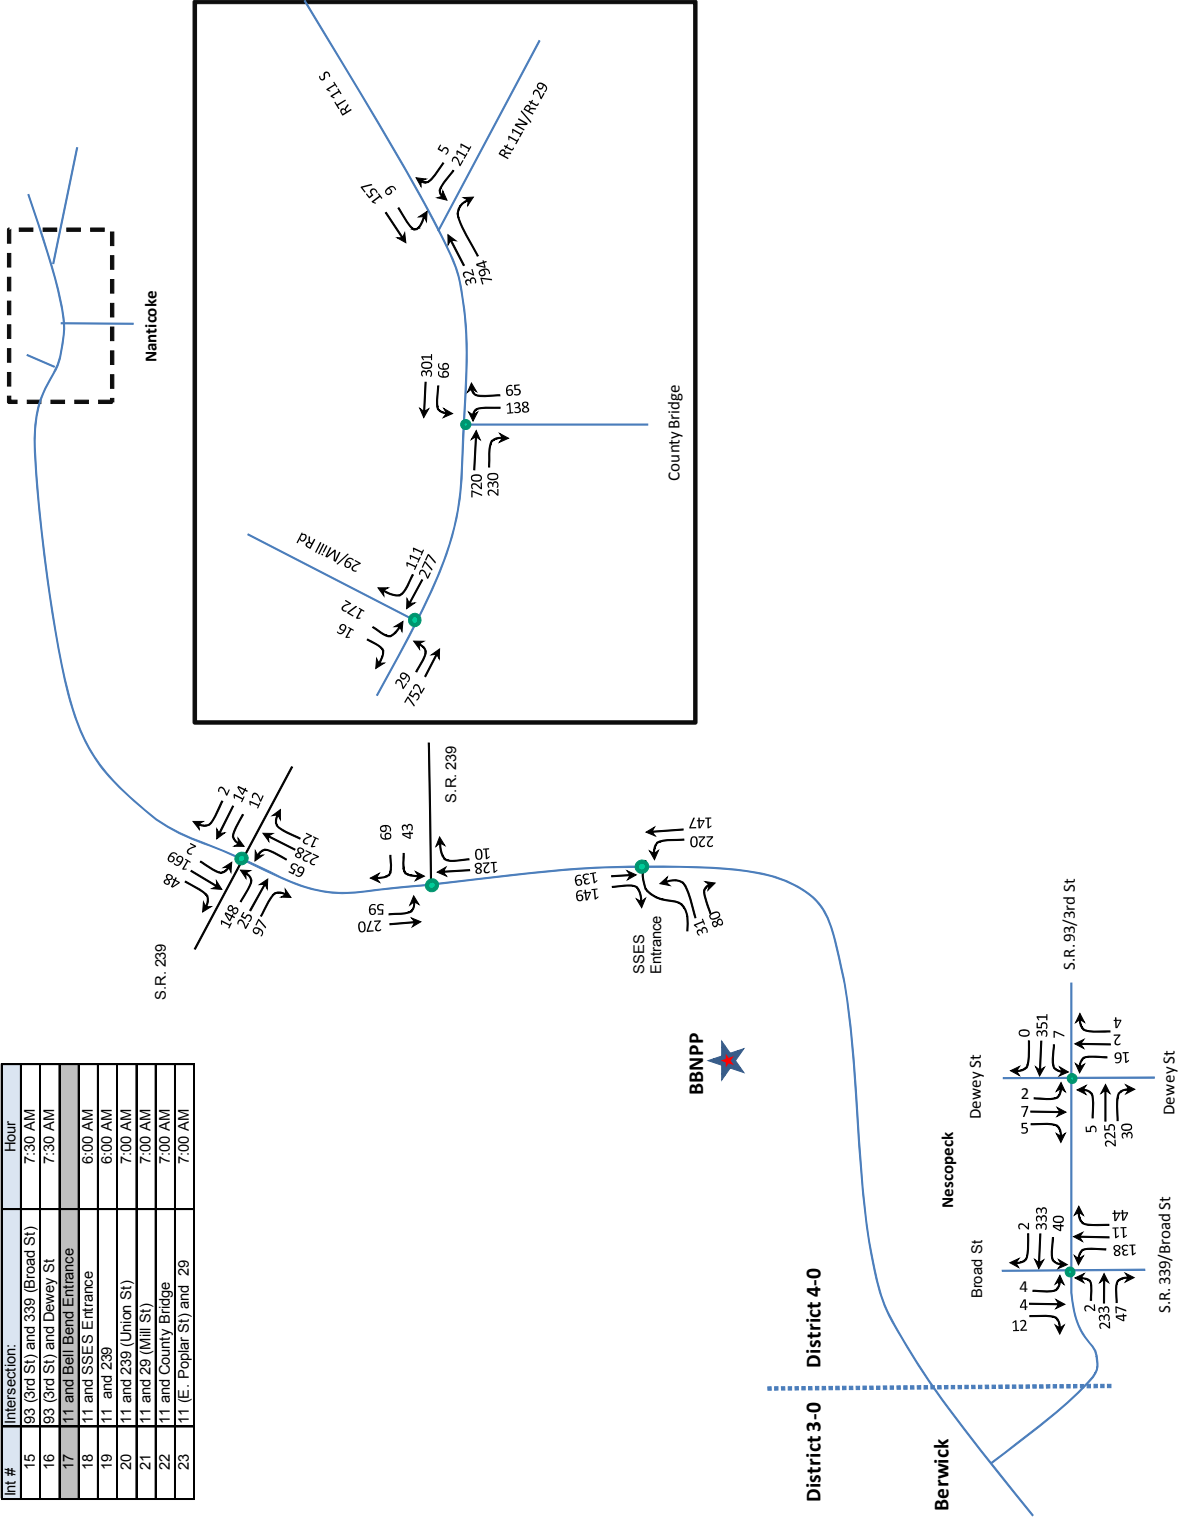 Int # Intersection: Hour
15 93 (3rd St) and 339 (Broad St) 7:30 AM
16 93 (3rd St) and Dewey St 7:30 AM
17 11 and Bell Bend Entrance
18 11 and SSES Entrance 6:00 AM
19 11 and 239 6:00 AM
20 11 and 239 (Union St) 7:00 AM
21 11 and 29 (Mill St) 7:00 AM
22 11 and County Bridge 7:00 AM
23 11 (E. Poplar St) and 29 7:00 AM
Nanticoke
RT 11 S
Rt 11N/Rt 29
157
9
5
211
32
794
301
66
65
138
720
230
County Bridge
29/Mill Rd
111
277
172
16
29
752
S.R. 239
2
14
12
2
169
48
148
25
97
12
228
65
S.R. 239
69
43
10
128
59
270
SSES
Entrance
139
149
147
220
31
80
BBNPP
S.R. 93/3rd St
Dewey St
0
351
7
2
7
5
4
2
16
5
225
30
Dewey St
Nescopeck
Broad St
2
333
40
4
4
12
44
11
138
2
233
47
S.R. 339/Broad St
District 4-0
District 3-0
Berwick